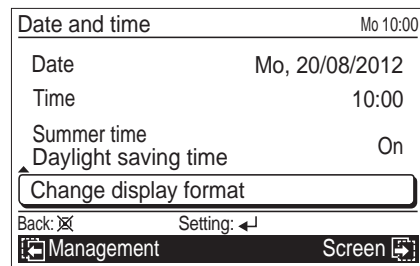 Date and time Mo 10:00
Date Mo, 20/08/2012
Time 10:00
Summer time
Daylight saving time On
Change display format
Back: Setting:
Management Screen